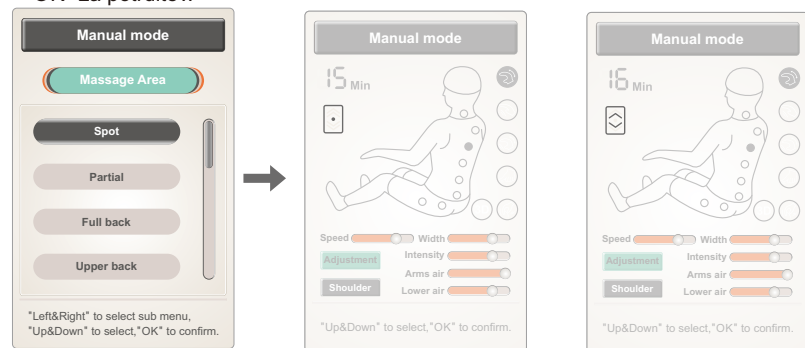 Manual mode
Massage Area
Spot
Partial
Full back
Upper back
"Left&Right" to select sub menu,
"Up&Down" to select,"OK" to confirm.
Manual mode
15 Min
Speed
Width
Adjustment
Intensity
Arms air
Shoulder
Lower air
"Up&Down" to select,"OK" to confirm.
Manual mode
16 Min
Speed
Width
Adjustment
Intensity
Arms air
Shoulder
Lower air
"Up&Down" to select,"OK" to confirm.